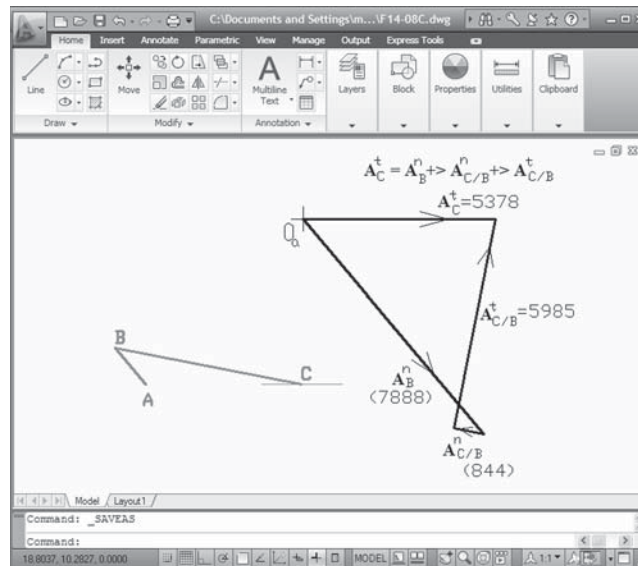 C:\Documents and Settings\m...\F14-08C.dwg
Home Insert Annotate Parametric View Manage Output Express Tools
Line Move Multiline Text Layers Block Properties Utilities Clipboard
Draw Modify Annotation
A^t_C = A^n_B +> A^n_C/B +> A^t_C/B
A^t_C =5378
O_a
A^t_C/B =5985
B
C
A
A^n_B
(7888)
A^n_C/B
(844)
Model Layout1
Command: _SAVEAS
Command:
18.8037, 10.2827, 0.0000 MODEL 1:1